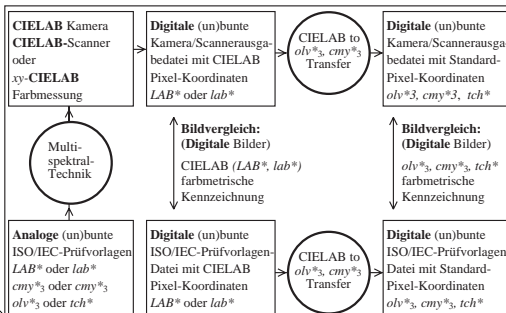 CIELAB Kamera
CIELAB-Scanner
oder
xy-CIELAB
Farbmessung
Digitale (un)bunte
Kamera/Scannerausga-
bedatei mit CIELAB
Pixel-Koordinaten
LAB* oder lab*
CIELAB to
olv*3, cmy*3
Transfer
Digitale (un)bunte
Kamera/Scannerausga-
bedatei mit Standard-
Pixel-Koordinaten
olv*3, cmy*3, tch*
Multi-
spektral-
Technik
Bildvergleich:
(Digitale Bilder)
CIELAB (LAB*, lab*)
farbmetrische
Kennzeichnung
Bildvergleich:
(Digitale Bilder)
olv*3, cmy*3, tch*
farbmetrische
Kennzeichnung
Analoge (un)bunte
ISO/IEC-Prüfvorlagen
LAB* oder lab*
cmy*3 oder cmy*3
olv*3 oder tch*
Digitale (un)bunte
ISO/IEC-Prüfvorlagen-
Datei mit CIELAB
Pixel-Koordinaten
LAB* oder lab*
CIELAB to
olv*3, cmy*3
Transfer
Digitale (un)bunte
ISO/IEC-Prüfvorlagen
Datei mit Standard-
Pixel-Koordinaten
olv*3, cmy*3, tch*